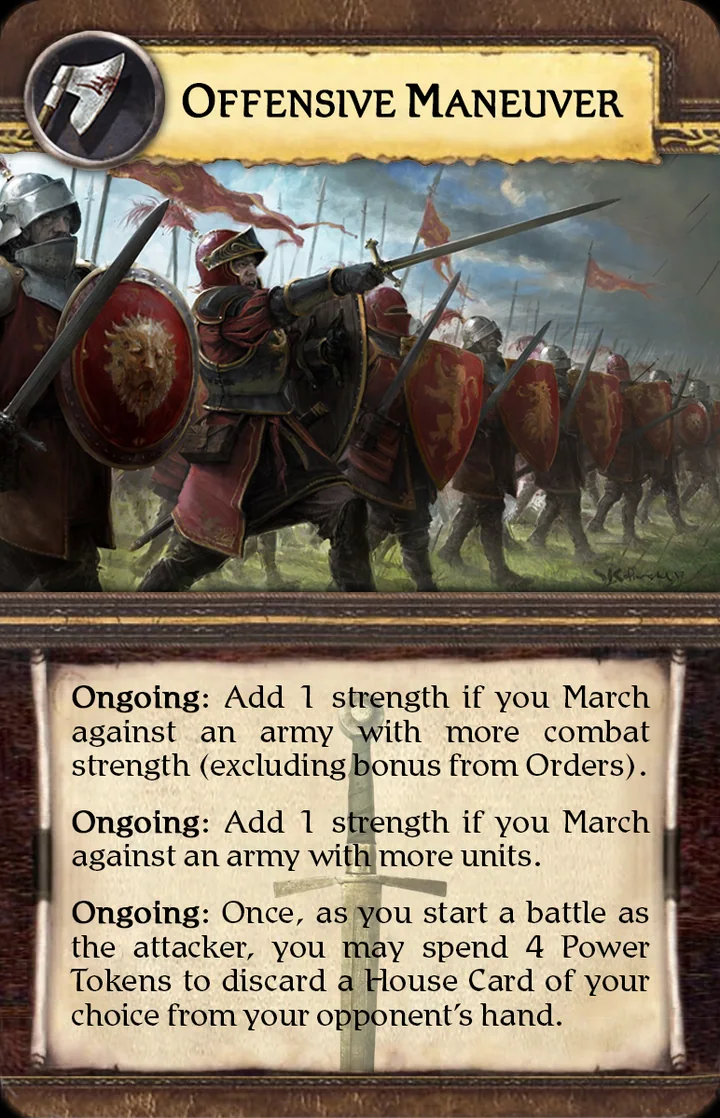 Offensive Maneuver
Ongoing: Add 1 strength if you March
against an army with more combat
strength (excluding bonus from Orders).
Ongoing: Add 1 strength if you March
against an army with more units.
Ongoing: Once, as you start a battle as
the attacker, you may spend 4 Power
Tokens to discard a House Card of your
choice from your opponent's hand.